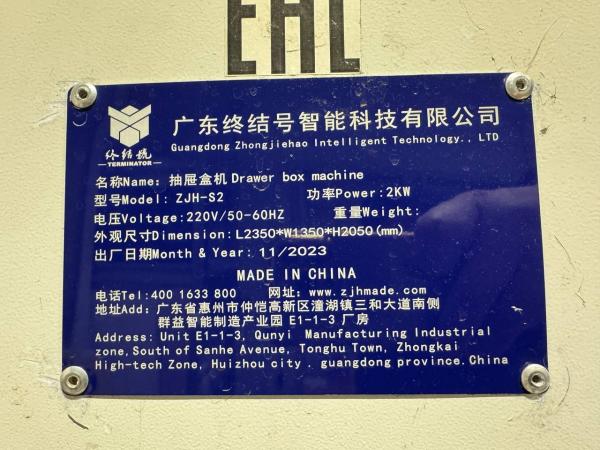 EAC
广东终结号智能科技有限公司
Guangdong Zhongjiehao Intelligent Technology., LTD
终结号
TERMINATOR
名称Name: 抽屉盒机 Drawer box machine
型号Model: ZJH-S2 功率Power: 2KW
电压Voltage: 220V/50-60HZ 重量Weight:
外观尺寸Dimension: L2350*W1350*H2050(mm)
出厂日期Month & Year: 11/2023
MADE IN CHINA
电话Tel:400 1633 800 网址: www.zjhmade.com
地址Add: 广东省惠州市仲恺高新区潼湖镇三和大道南侧
群益智能制造产业园 E1-1-3 厂房
Address: Unit E1-1-3, Qunyi Manufacturing Industrial
zone,South of Sanhe Avenue, Tonghu Town, Zhongkai
High-tech Zone, Huizhou city . guangdong province.China